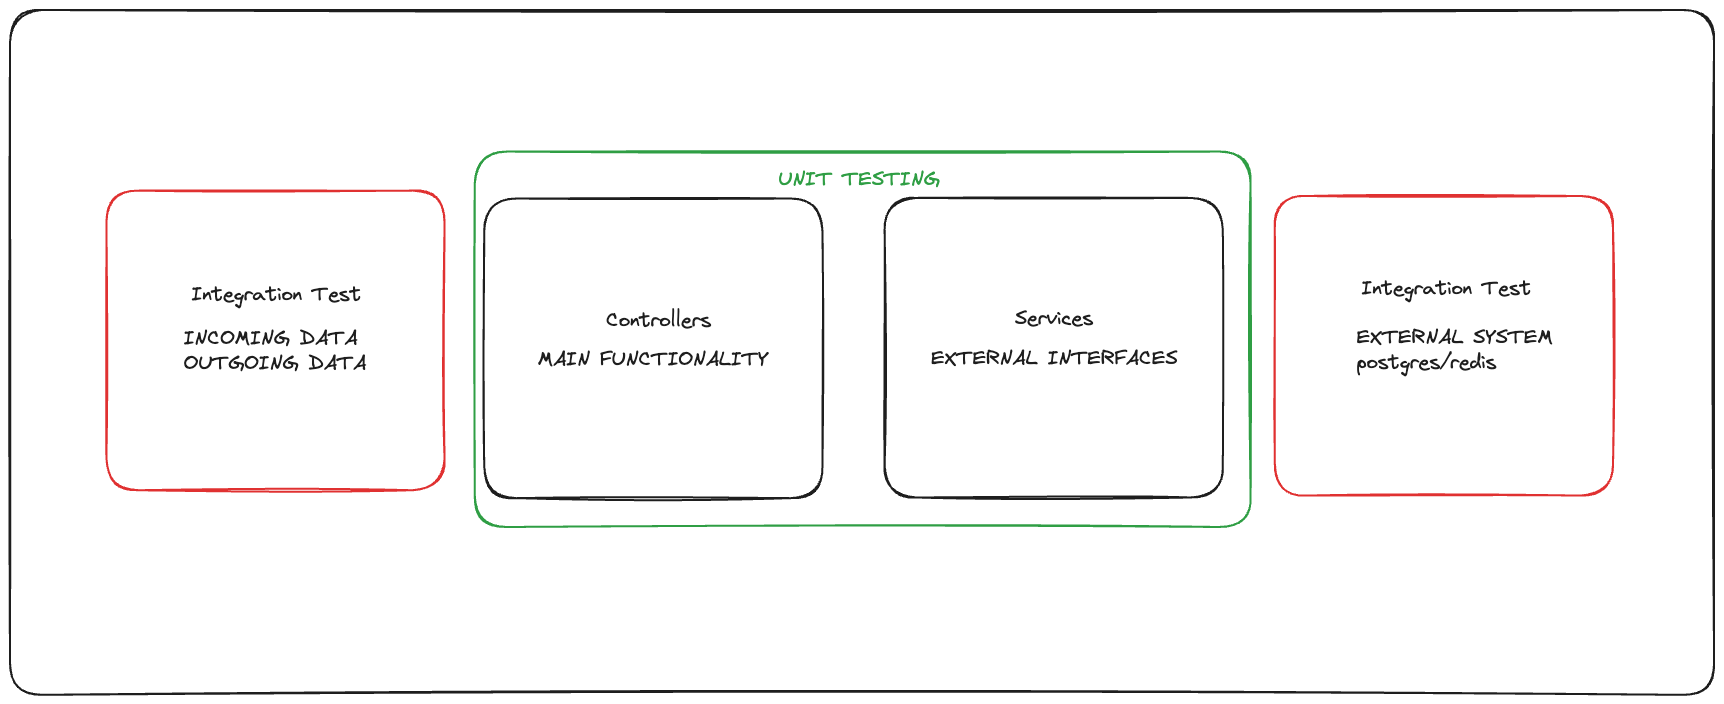 UNIT TESTING
Integration Test
INCOMING DATA
OUTGOING DATA
Controllers
MAIN FUNCTIONALITY
Services
EXTERNAL INTERFACES
Integration Test
EXTERNAL SYSTEM
postgres/redis